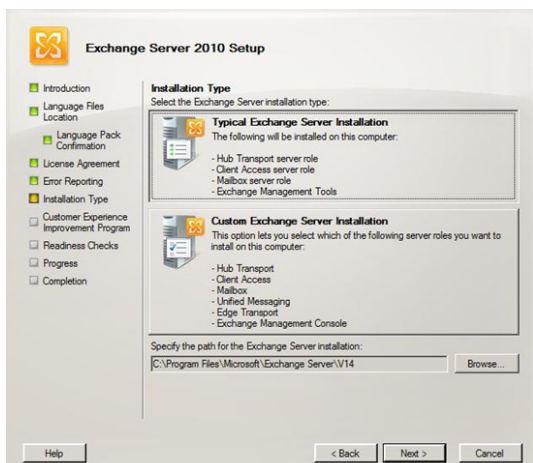 Exchange Server 2010 Setup
Introduction
Language Files
Location
Language Pack
Confirmation
License Agreement
Error Reporting
Installation Type
Customer Experience
Improvement Program
Readiness Checks
Progress
Completion
Installation Type
Select the Exchange Server installation type:
Typical Exchange Server Installation
The following will be installed on this computer:
- Hub Transport server role
- Client Access server role
- Mailbox server role
- Exchange Management Tools
Custom Exchange Server Installation
This option lets you select which of the following server roles you want to
install on this computer:
- Hub Transport
- Client Access
- Mailbox
- Unified Messaging
- Edge Transport
- Exchange Management Console
Specify the path for the Exchange Server installation:
C:\Program Files\Microsoft\Exchange Server\V14
Browse...
Help
< Back
Next >
Cancel